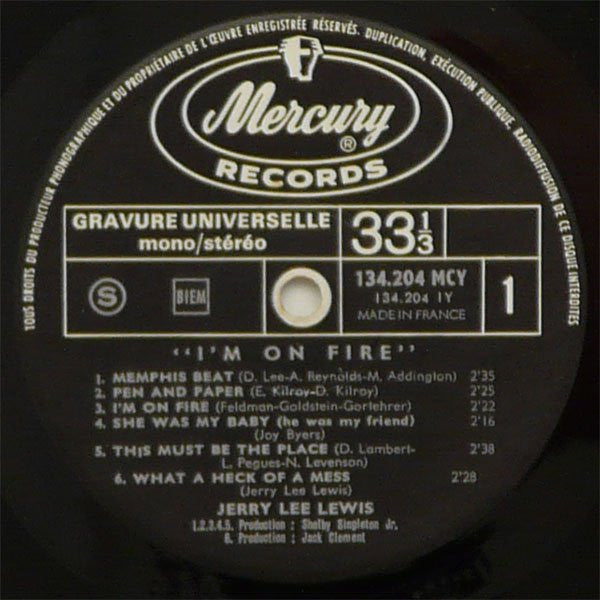 TOUS DROITS DU PRODUCTEUR PHONOGRAPHIQUE ET DU PROPRIÉTAIRE DE L'ŒUVRE ENREGISTRÉE RÉSERVÉS. DUPLICATION, EXÉCUTION PUBLIQUE, RADIODIFFUSION DE CE DISQUE INTERDITES
Mercury
®
RECORDS
GRAVURE UNIVERSELLE
mono/stéréo
33 1/3
S
BIEM
134.204 MCY
134.204 IY
MADE IN FRANCE
1
"I'M ON FIRE"
1. MEMPHIS BEAT (D. Lee-A. Reynolds-M. Addington) 2'35
2. PEN AND PAPER (E. Kilroy-D. Kilroy) 2'25
3. I'M ON FIRE (Feldman-Goldstein-Gortehrer) 2'22
4. SHE WAS MY BABY (he was my friend) 2'16
(Joy Byers)
5. THIS MUST BE THE PLACE (D. Lambert- 2'38
L. Pegues-N. Levenson)
6. WHAT A HECK OF A MESS 2'28
(Jerry Lee Lewis)
JERRY LEE LEWIS
1.2.3.4.5. Production : Shelby Singleton Jr.
6. Production : Jack Clement